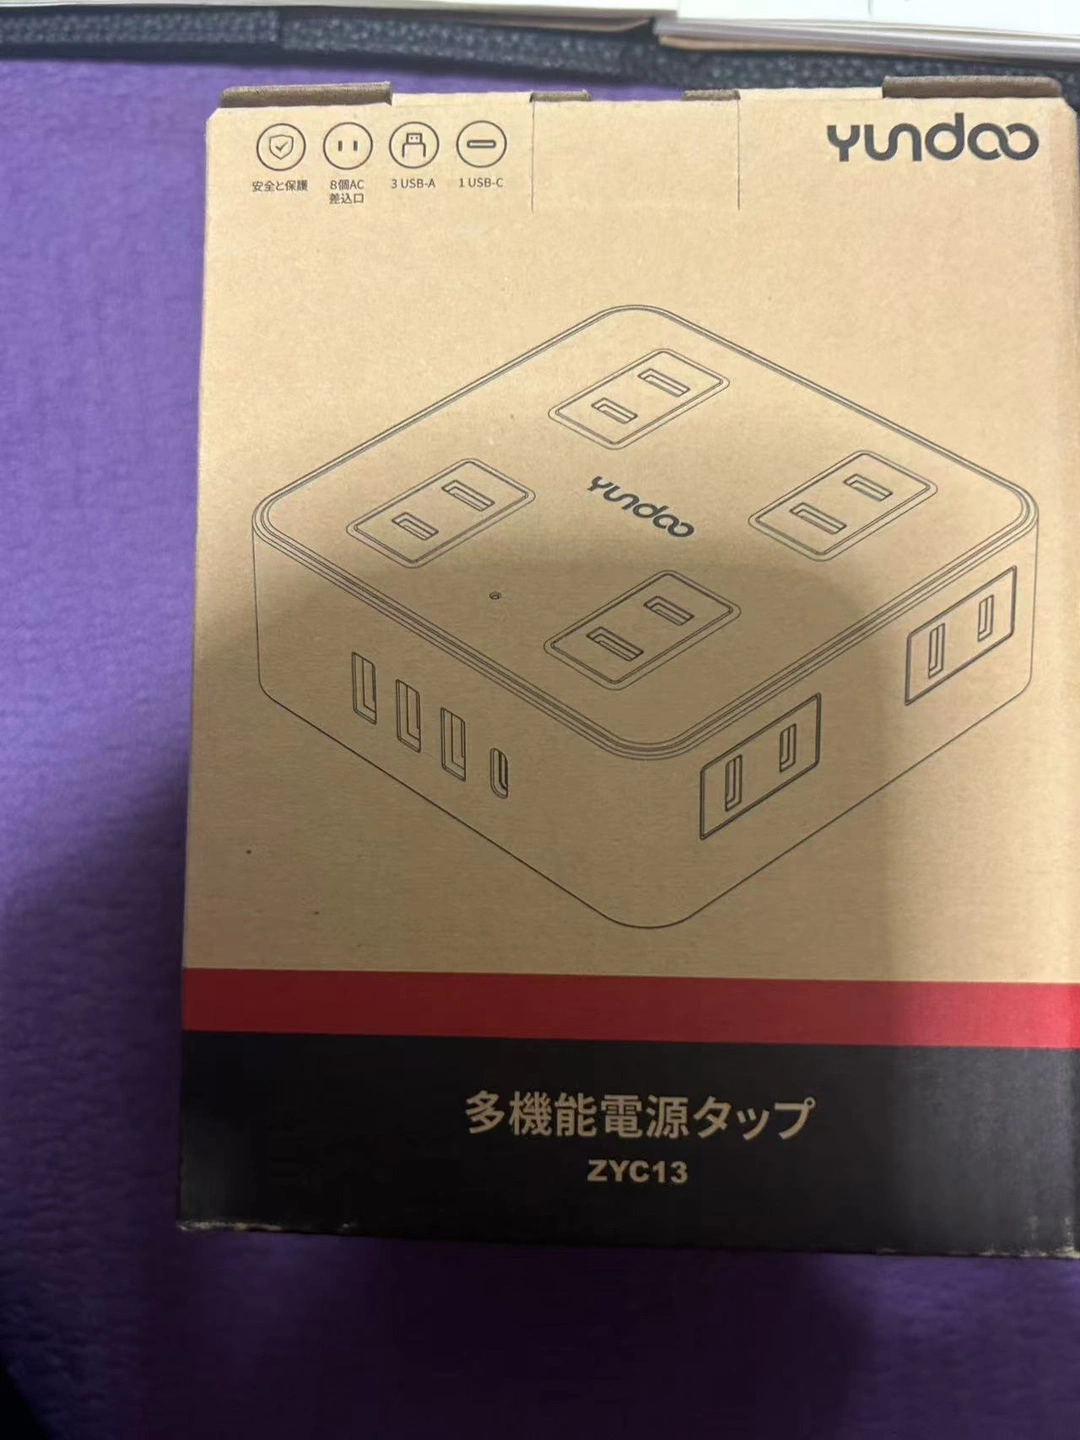 yundoo
安全と保護
8個AC
差込口
3 USB-A
1 USB-C
yundoo
多機能電源タップ
ZYC13